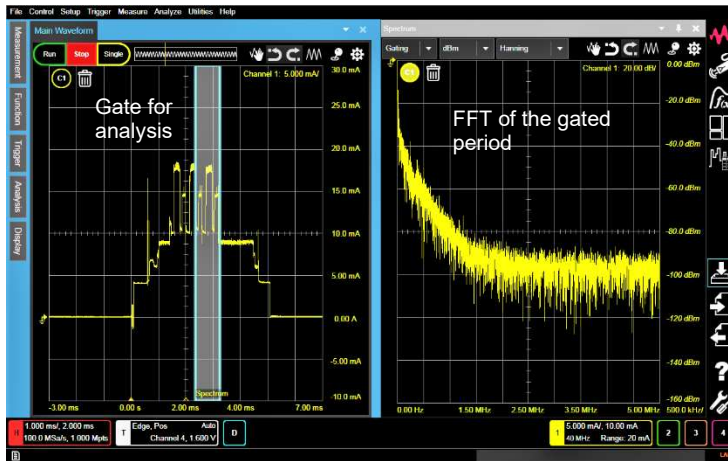 File Control Setup Trigger Measure Analyze Utilities Help
Main Waveform
Run Stop Single
C1
Channel 1: 5.000 mA/
Gate for
analysis
30.0 mA
25.0 mA
20.0 mA
15.0 mA
10.0 mA
5.00 mA
0.00 A
-5.00 mA
-10.0 mA
Spectrum
-3.00 ms 0.00 s 2.00 ms 4.00 ms 7.00 ms
Measurement
Function
Trigger
Analysis
Display
Spectrum
Gating dBm Hanning
C1
Channel 1: 20.00 dB/
FFT of the gated
period
0.00 dBm
-20.0 dBm
-40.0 dBm
-60.0 dBm
-80.0 dBm
-100 dBm
-120 dBm
-140 dBm
-160 dBm
0.00 Hz 1.50 MHz 2.50 MHz 3.50 MHz 5.00 MHz 500.0 kHz/
H
1.000 ms/, 2.000 ms
100.0 MSa/s, 1.000 Mpts
T
Edge, Pos Auto
Channel 4, 1.600 V
D
1
5.000 mA/, 10.00 mA
40 MHz Range: 20 mA
2
3
4
?